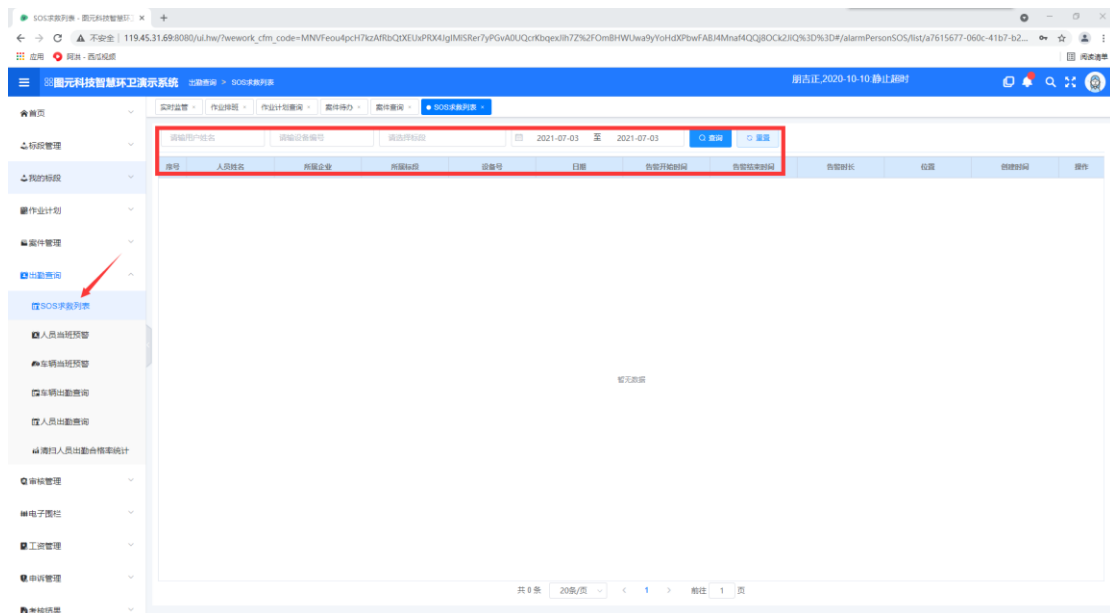 SOS求救列表 - 图元科技智慧环卫
不安全 119.45.31.69:8080/ui.hw/?wework_cfm_code=MNVFeou4pcH7kzAfRbQtXEUxPRX4JgIMISRer7yPGvA0UQcrKbqexJih7Z%2FOmBHWUwa9yYoHdXPbwFABJ4Mnaf4QQj8OCk2JIQ%3D%3D#/alarmPersonSOS/list/a7615677-060c-41b7-b2...
应用 阿洪 - 西瓜视频 阅读清单
图元科技智慧环卫演示系统 出勤查询 > SOS求救列表 朋吉正,2020-10-10:静止超时
首页 实时监管 作业排班 作业计划查询 案件待办 案件查询 SOS求救列表
请输用户姓名 请输设备编号 请选择标段 2021-07-03 至 2021-07-03 查询 重置
标段管理
序号 人员姓名 所属企业 所属标段 设备号 日期 告警开始时间 告警结束时间 告警时长 位置 创建时间 操作
我的标段
作业计划
案件管理
出勤查询
SOS求救列表
人员当班预警
车辆当班预警
暂无数据
车辆出勤查询
人员出勤查询
清扫人员出勤合格率统计
审核管理
电子围栏
工资管理
申诉管理
共 0 条 20条/页 1 前往 1 页
考核结果